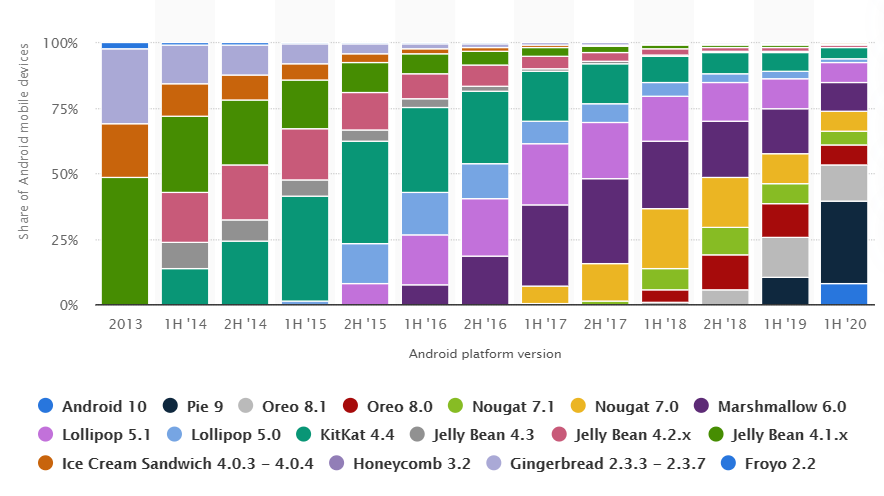 Share of Android mobile devices
100%
75%
50%
25%
0%
2013 1H '14 2H '14 1H '15 2H '15 1H '16 2H '16 1H '17 2H '17 1H '18 2H '18 1H '19 1H '20
Android platform version
Android 10 Pie 9 Oreo 8.1 Oreo 8.0 Nougat 7.1 Nougat 7.0 Marshmallow 6.0
Lollipop 5.1 Lollipop 5.0 KitKat 4.4 Jelly Bean 4.3 Jelly Bean 4.2.x Jelly Bean 4.1.x
Ice Cream Sandwich 4.0.3 – 4.0.4 Honeycomb 3.2 Gingerbread 2.3.3 – 2.3.7 Froyo 2.2